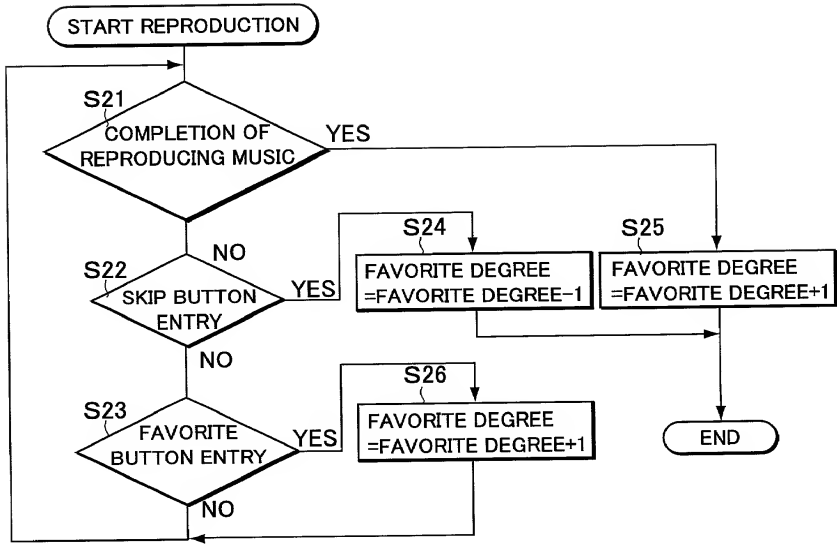 START REPRODUCTION
S21
COMPLETION OF
REPRODUCING MUSIC
YES
NO
S22
SKIP BUTTON
ENTRY
YES
NO
S24
FAVORITE DEGREE
=FAVORITE DEGREE−1
S25
FAVORITE DEGREE
=FAVORITE DEGREE+1
S23
FAVORITE
BUTTON ENTRY
YES
NO
S26
FAVORITE DEGREE
=FAVORITE DEGREE+1
END